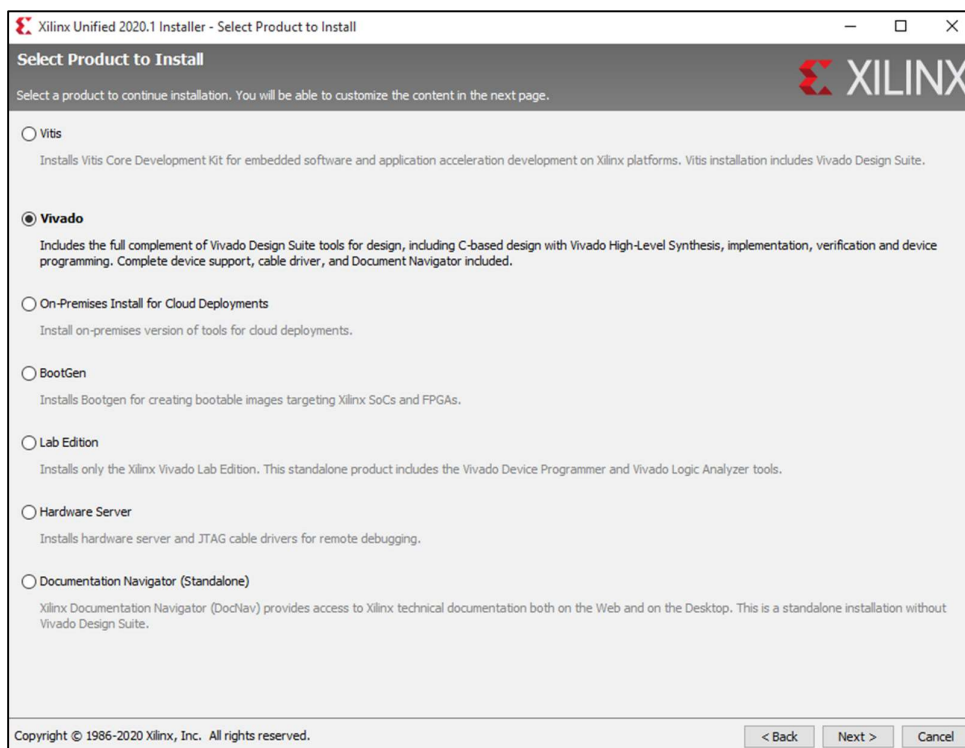 Xilinx Unified 2020.1 Installer - Select Product to Install
Select Product to Install
Select a product to continue installation. You will be able to customize the content in the next page.
XILINX
Vitis
Installs Vitis Core Development Kit for embedded software and application acceleration development on Xilinx platforms. Vitis installation includes Vivado Design Suite.
Vivado
Includes the full complement of Vivado Design Suite tools for design, including C-based design with Vivado High-Level Synthesis, implementation, verification and device
programming. Complete device support, cable driver, and Document Navigator included.
On-Premises Install for Cloud Deployments
Install on-premises version of tools for cloud deployments.
BootGen
Installs Bootgen for creating bootable images targeting Xilinx SoCs and FPGAs.
Lab Edition
Installs only the Xilinx Vivado Lab Edition. This standalone product includes the Vivado Device Programmer and Vivado Logic Analyzer tools.
Hardware Server
Installs hardware server and JTAG cable drivers for remote debugging.
Documentation Navigator (Standalone)
Xilinx Documentation Navigator (DocNav) provides access to Xilinx technical documentation both on the Web and on the Desktop. This is a standalone installation without
Vivado Design Suite.
Copyright © 1986-2020 Xilinx, Inc. All rights reserved.
< Back
Next >
Cancel